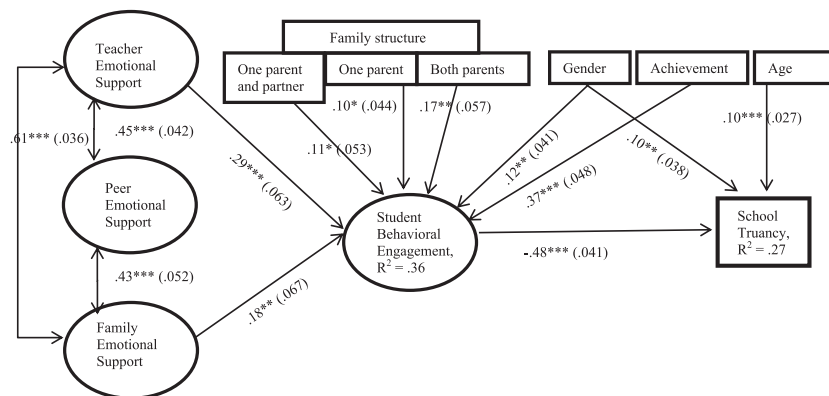 Family structure
Teacher
Emotional
Support
One parent
and partner
One parent
Both parents
Gender
Achievement
Age
.10* (.044)
.17** (.057)
.10*** (.027)
.61*** (.036)
.45*** (.042)
.11* (.053)
.12** (.041)
.10** (.038)
.29*** (.063)
.37*** (.048)
Peer
Emotional
Support
Student
Behavioral
Engagement,
R² = .36
School
Truancy,
R² = .27
-.48*** (.041)
.43*** (.052)
.18** (.067)
Family
Emotional
Support